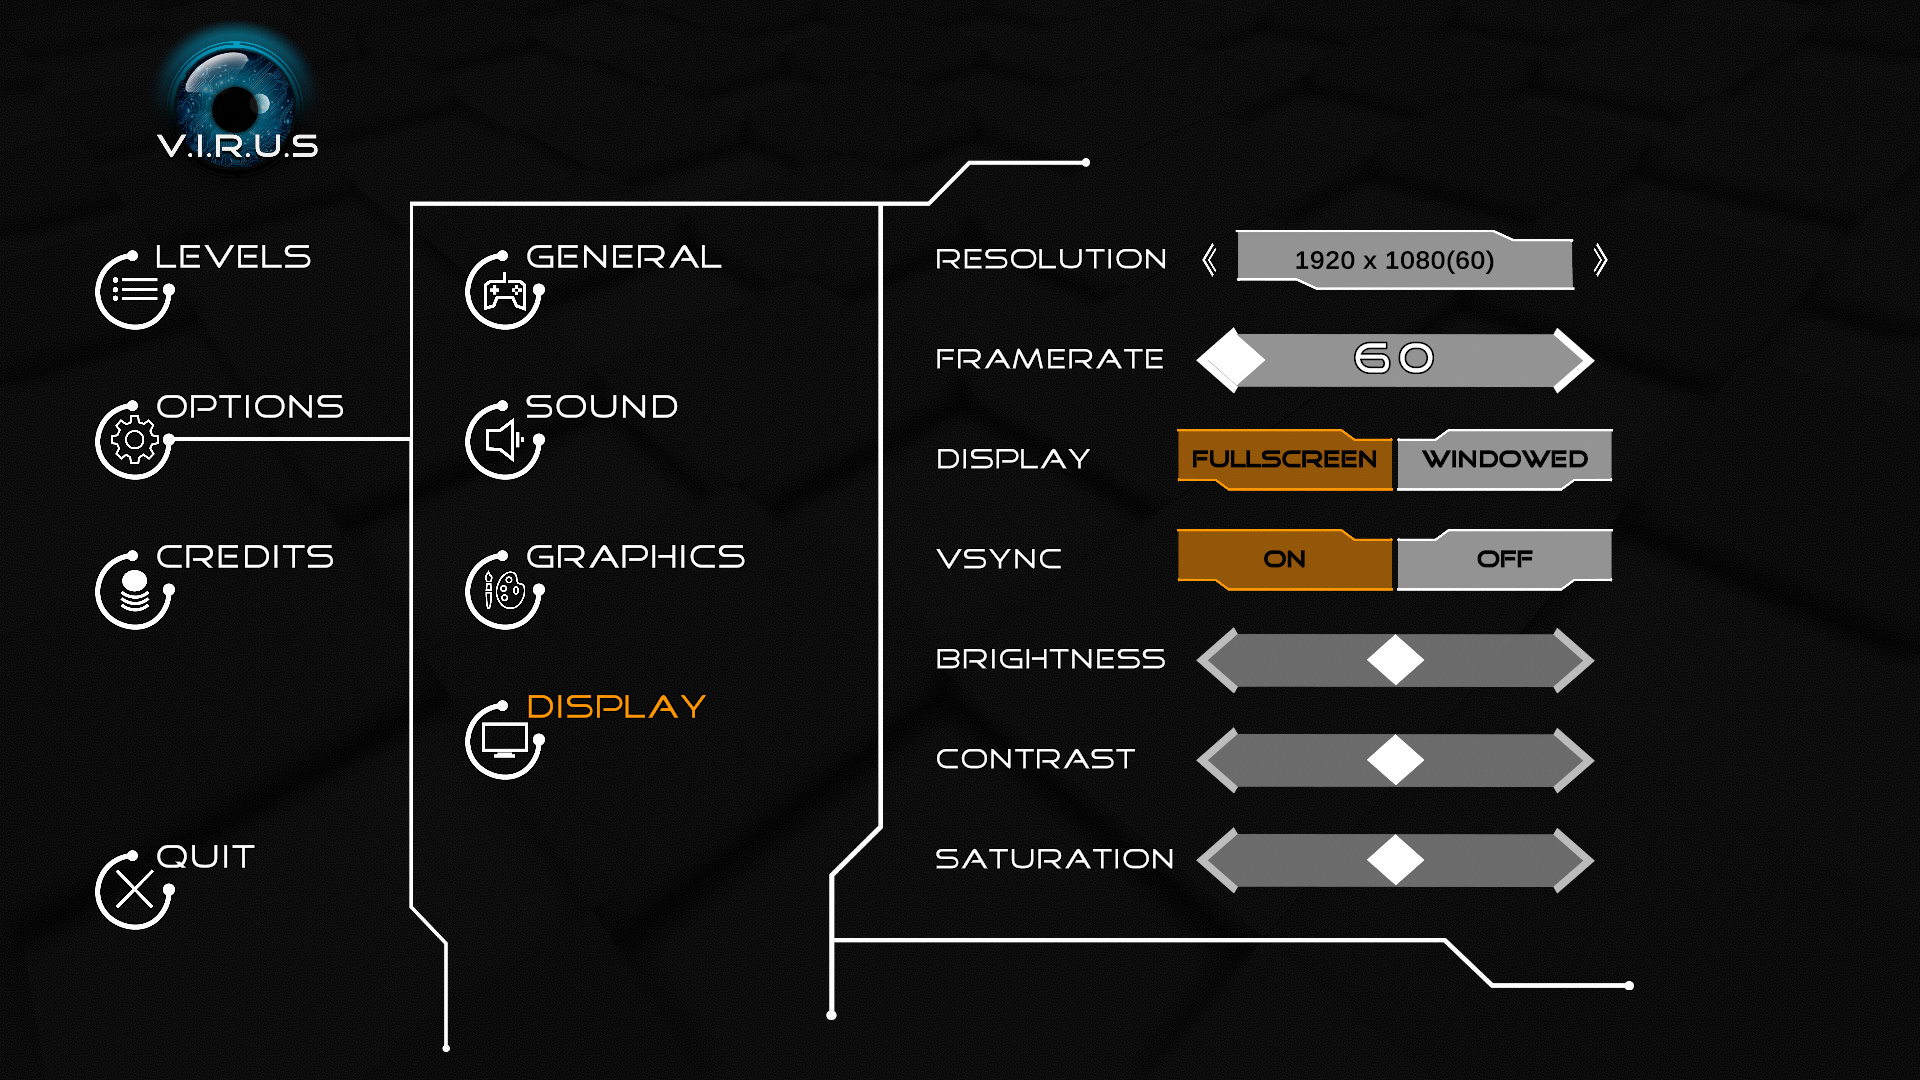 V.I.R.U.S
LEVELS
OPTIONS
CREDITS
QUIT
GENERAL
SOUND
GRAPHICS
DISPLAY
RESOLUTION 1920 x 1080(60)
FRAMERATE 60
DISPLAY FULLSCREEN WINDOWED
VSYNC ON OFF
BRIGHTNESS
CONTRAST
SATURATION